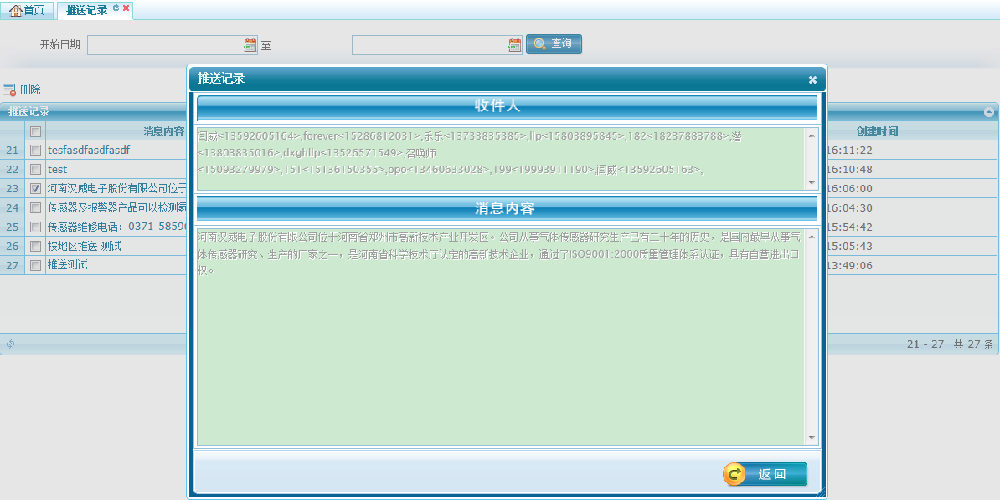 首页 推送记录
开始日期 至 查询
删除
推送记录
消息内容 创建时间
21 tesfasdfasdfasdf 16:11:22
22 test 16:10:48
23 河南汉威电子股份有限公司位于 16:06:00
24 传感器及报警器产品可以检测氢 16:04:30
25 传感器维修电话：0371-5859 15:54:42
26 按地区推送 测试 15:05:43
27 推送测试 13:49:06
21 - 27 共 27 条
推送记录
收件人
闫威<13592605164>,forever<15286812031>,乐乐<13733835385>,llp<15803895845>,182<18237883788>,潜
<13803835016>,dxghllp<13526571549>,召唤师
<15093279979>,151<15136150355>,opo<13460633028>,199<19993911190>,闫威<13592605163>,
消息内容
河南汉威电子股份有限公司位于河南省郑州市高新技术产业开发区。公司从事气体传感器研究生产已有二十年的历史，是国内最早从事气
体传感器研究、生产的厂家之一，是河南省科学技术厅认定的高新技术企业，通过了ISO9001:2000质量管理体系认证，具有自营进出口
权。
返 回